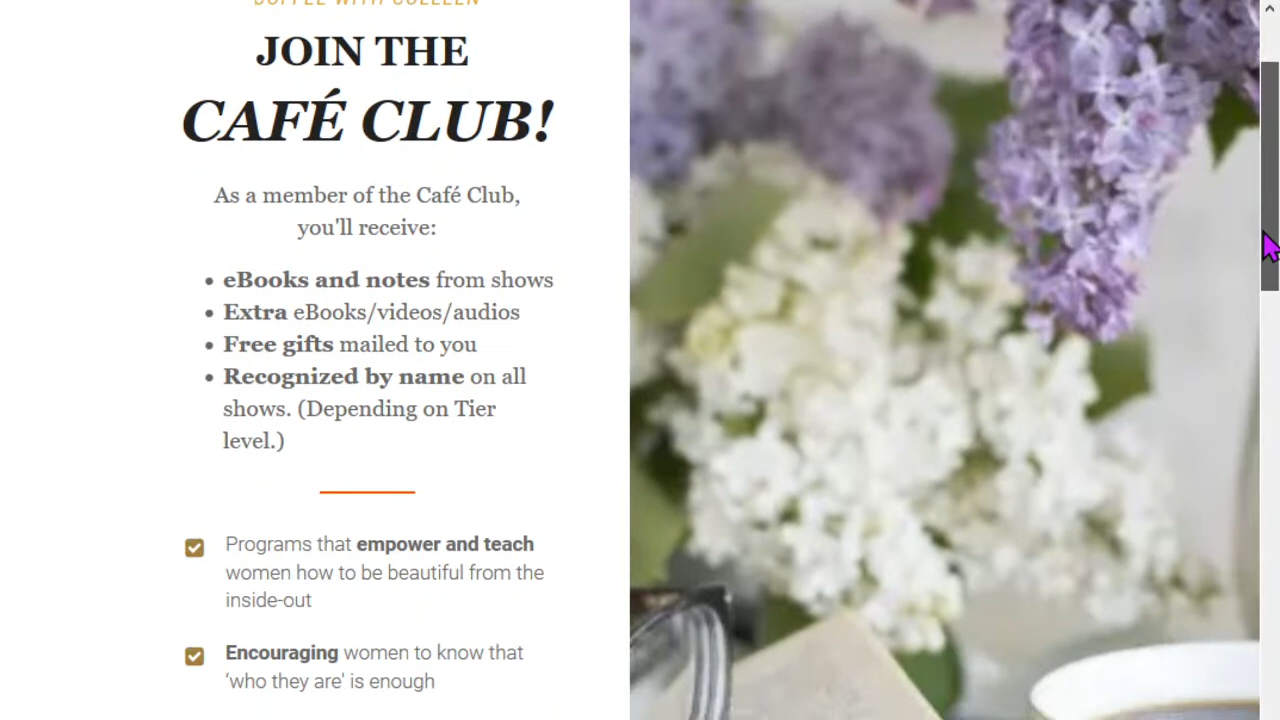 COFFEE WITH COLLEEN
JOIN THE
CAFÉ CLUB!
As a member of the Café Club,
you'll receive:
• eBooks and notes from shows
• Extra eBooks/videos/audios
• Free gifts mailed to you
• Recognized by name on all
shows. (Depending on Tier
level.)
Programs that empower and teach
women how to be beautiful from the
inside-out
Encouraging women to know that
‘who they are' is enough